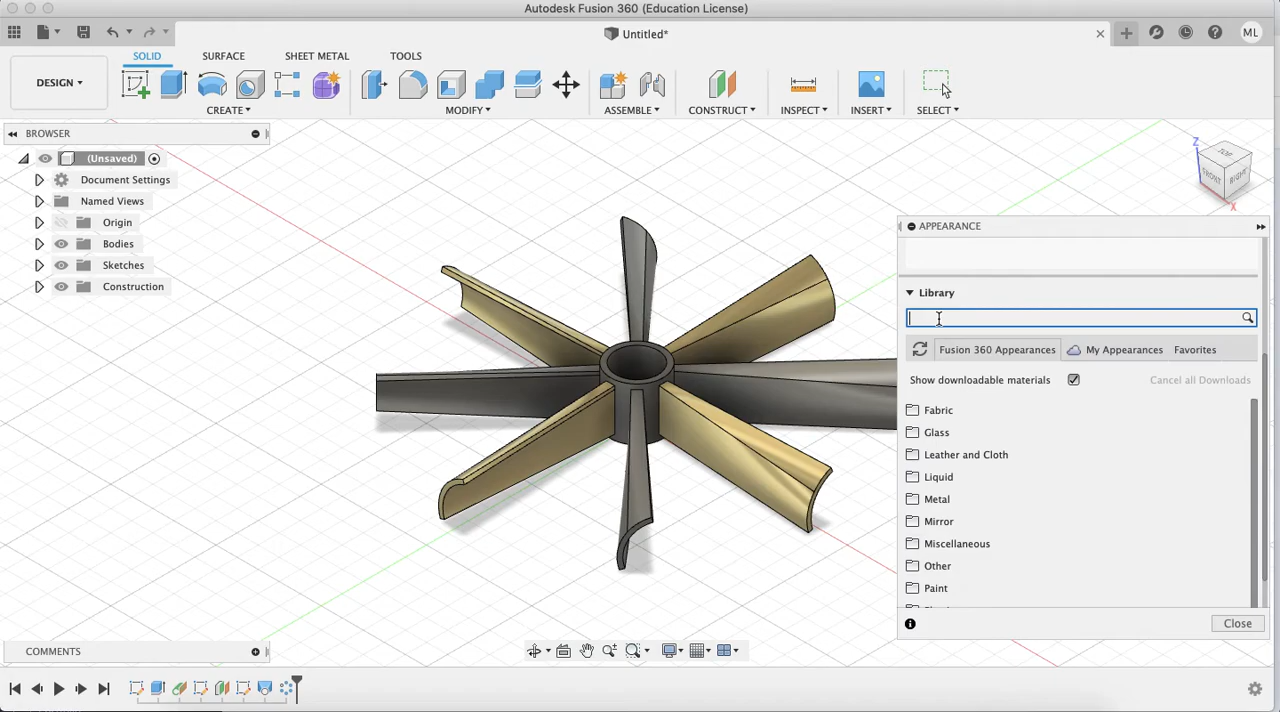 Autodesk Fusion 360 (Education License)
Untitled*
ML
SOLID SURFACE SHEET METAL TOOLS
DESIGN
CREATE MODIFY ASSEMBLE CONSTRUCT INSPECT INSERT SELECT
BROWSER
(Unsaved)
Document Settings
Named Views
Origin
Bodies
Sketches
Construction
Z
TOP
FRONT
RIGHT
X
APPEARANCE
Library
Fusion 360 Appearances My Appearances Favorites
Show downloadable materials Cancel all Downloads
Fabric
Glass
Leather and Cloth
Liquid
Metal
Mirror
Miscellaneous
Other
Paint
Close
COMMENTS